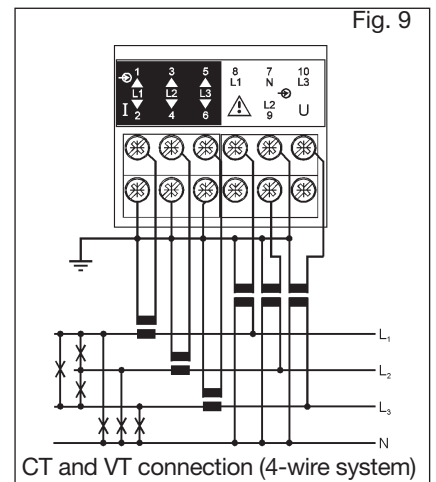 Fig. 9
1 3 5 8 7 10
L1 N L3
L1 L2 L3
L2
I 2 4 6 9 U
L₁
L₂
L₃
N
CT and VT connection (4-wire system)